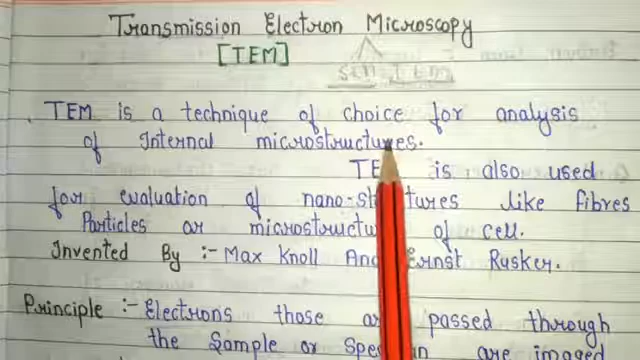 Transmission Electron Microscopy
[TEM]
SEM TEM
TEM is a technique of choice for analysis
of Internal microstructures.
is also used
for evaluation of like fibres
Particles or of cell.
Invented By :- Max Knoll Rusker.
Principle :- Electrons those passed through
the Sample or are imaged